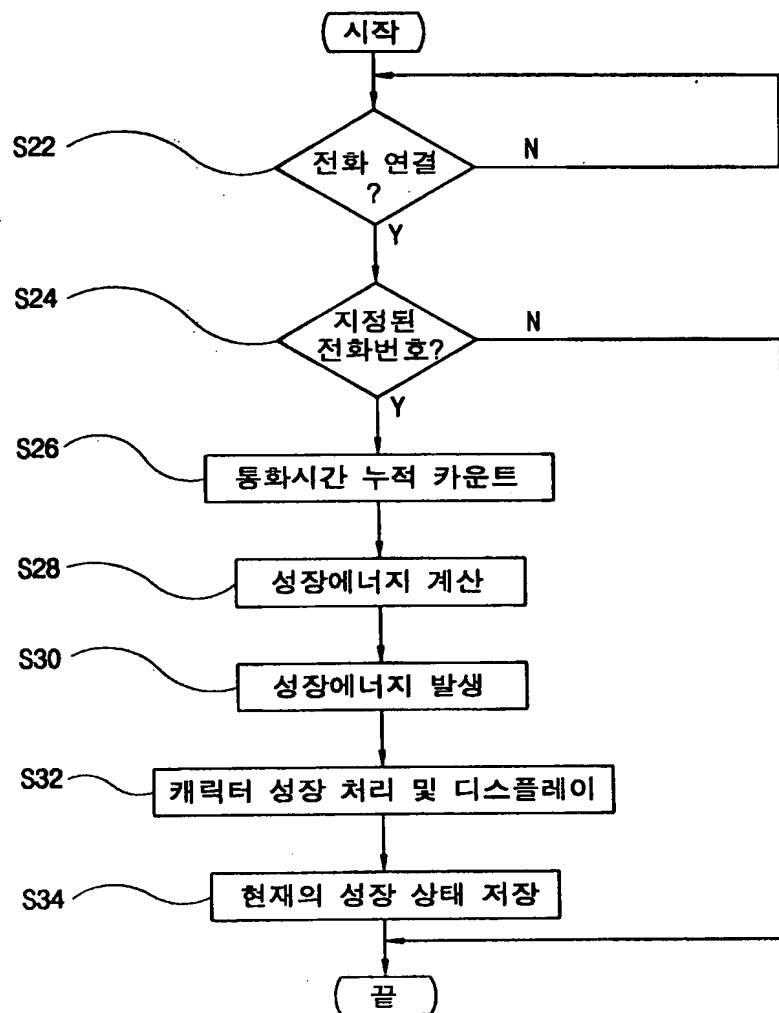 시작
S22
전화 연결
?
N
Y
S24
지정된
전화번호?
N
Y
S26
통화시간 누적 카운트
S28
성장에너지 계산
S30
성장에너지 발생
S32
캐릭터 성장 처리 및 디스플레이
S34
현재의 성장 상태 저장
끝